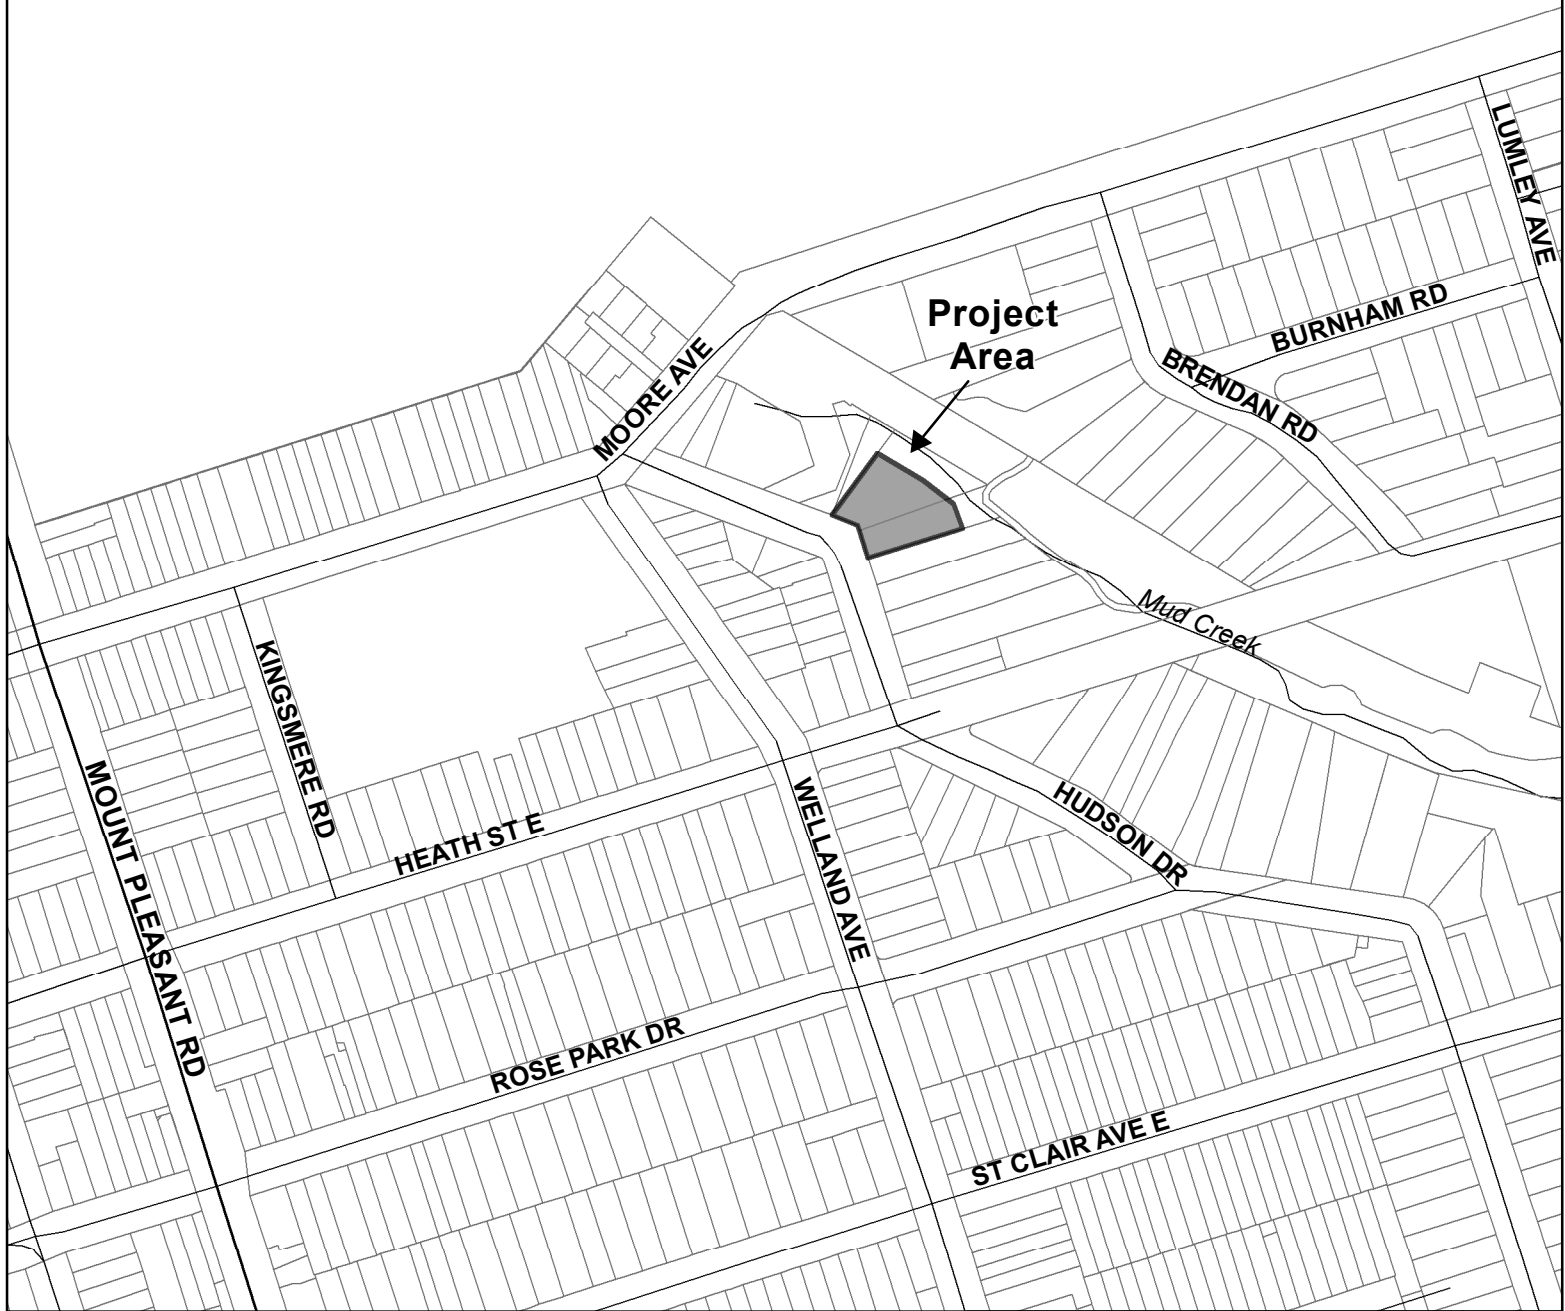 LUMLEY AVE
Project
Area
BURNHAM RD
MOORE AVE
BRENDAN RD
Mud Creek
KINGSMERE RD
MOUNT PLEASANT RD
HEATH ST E
WELLAND AVE
HUDSON DR
ROSE PARK DR
ST CLAIR AVE E